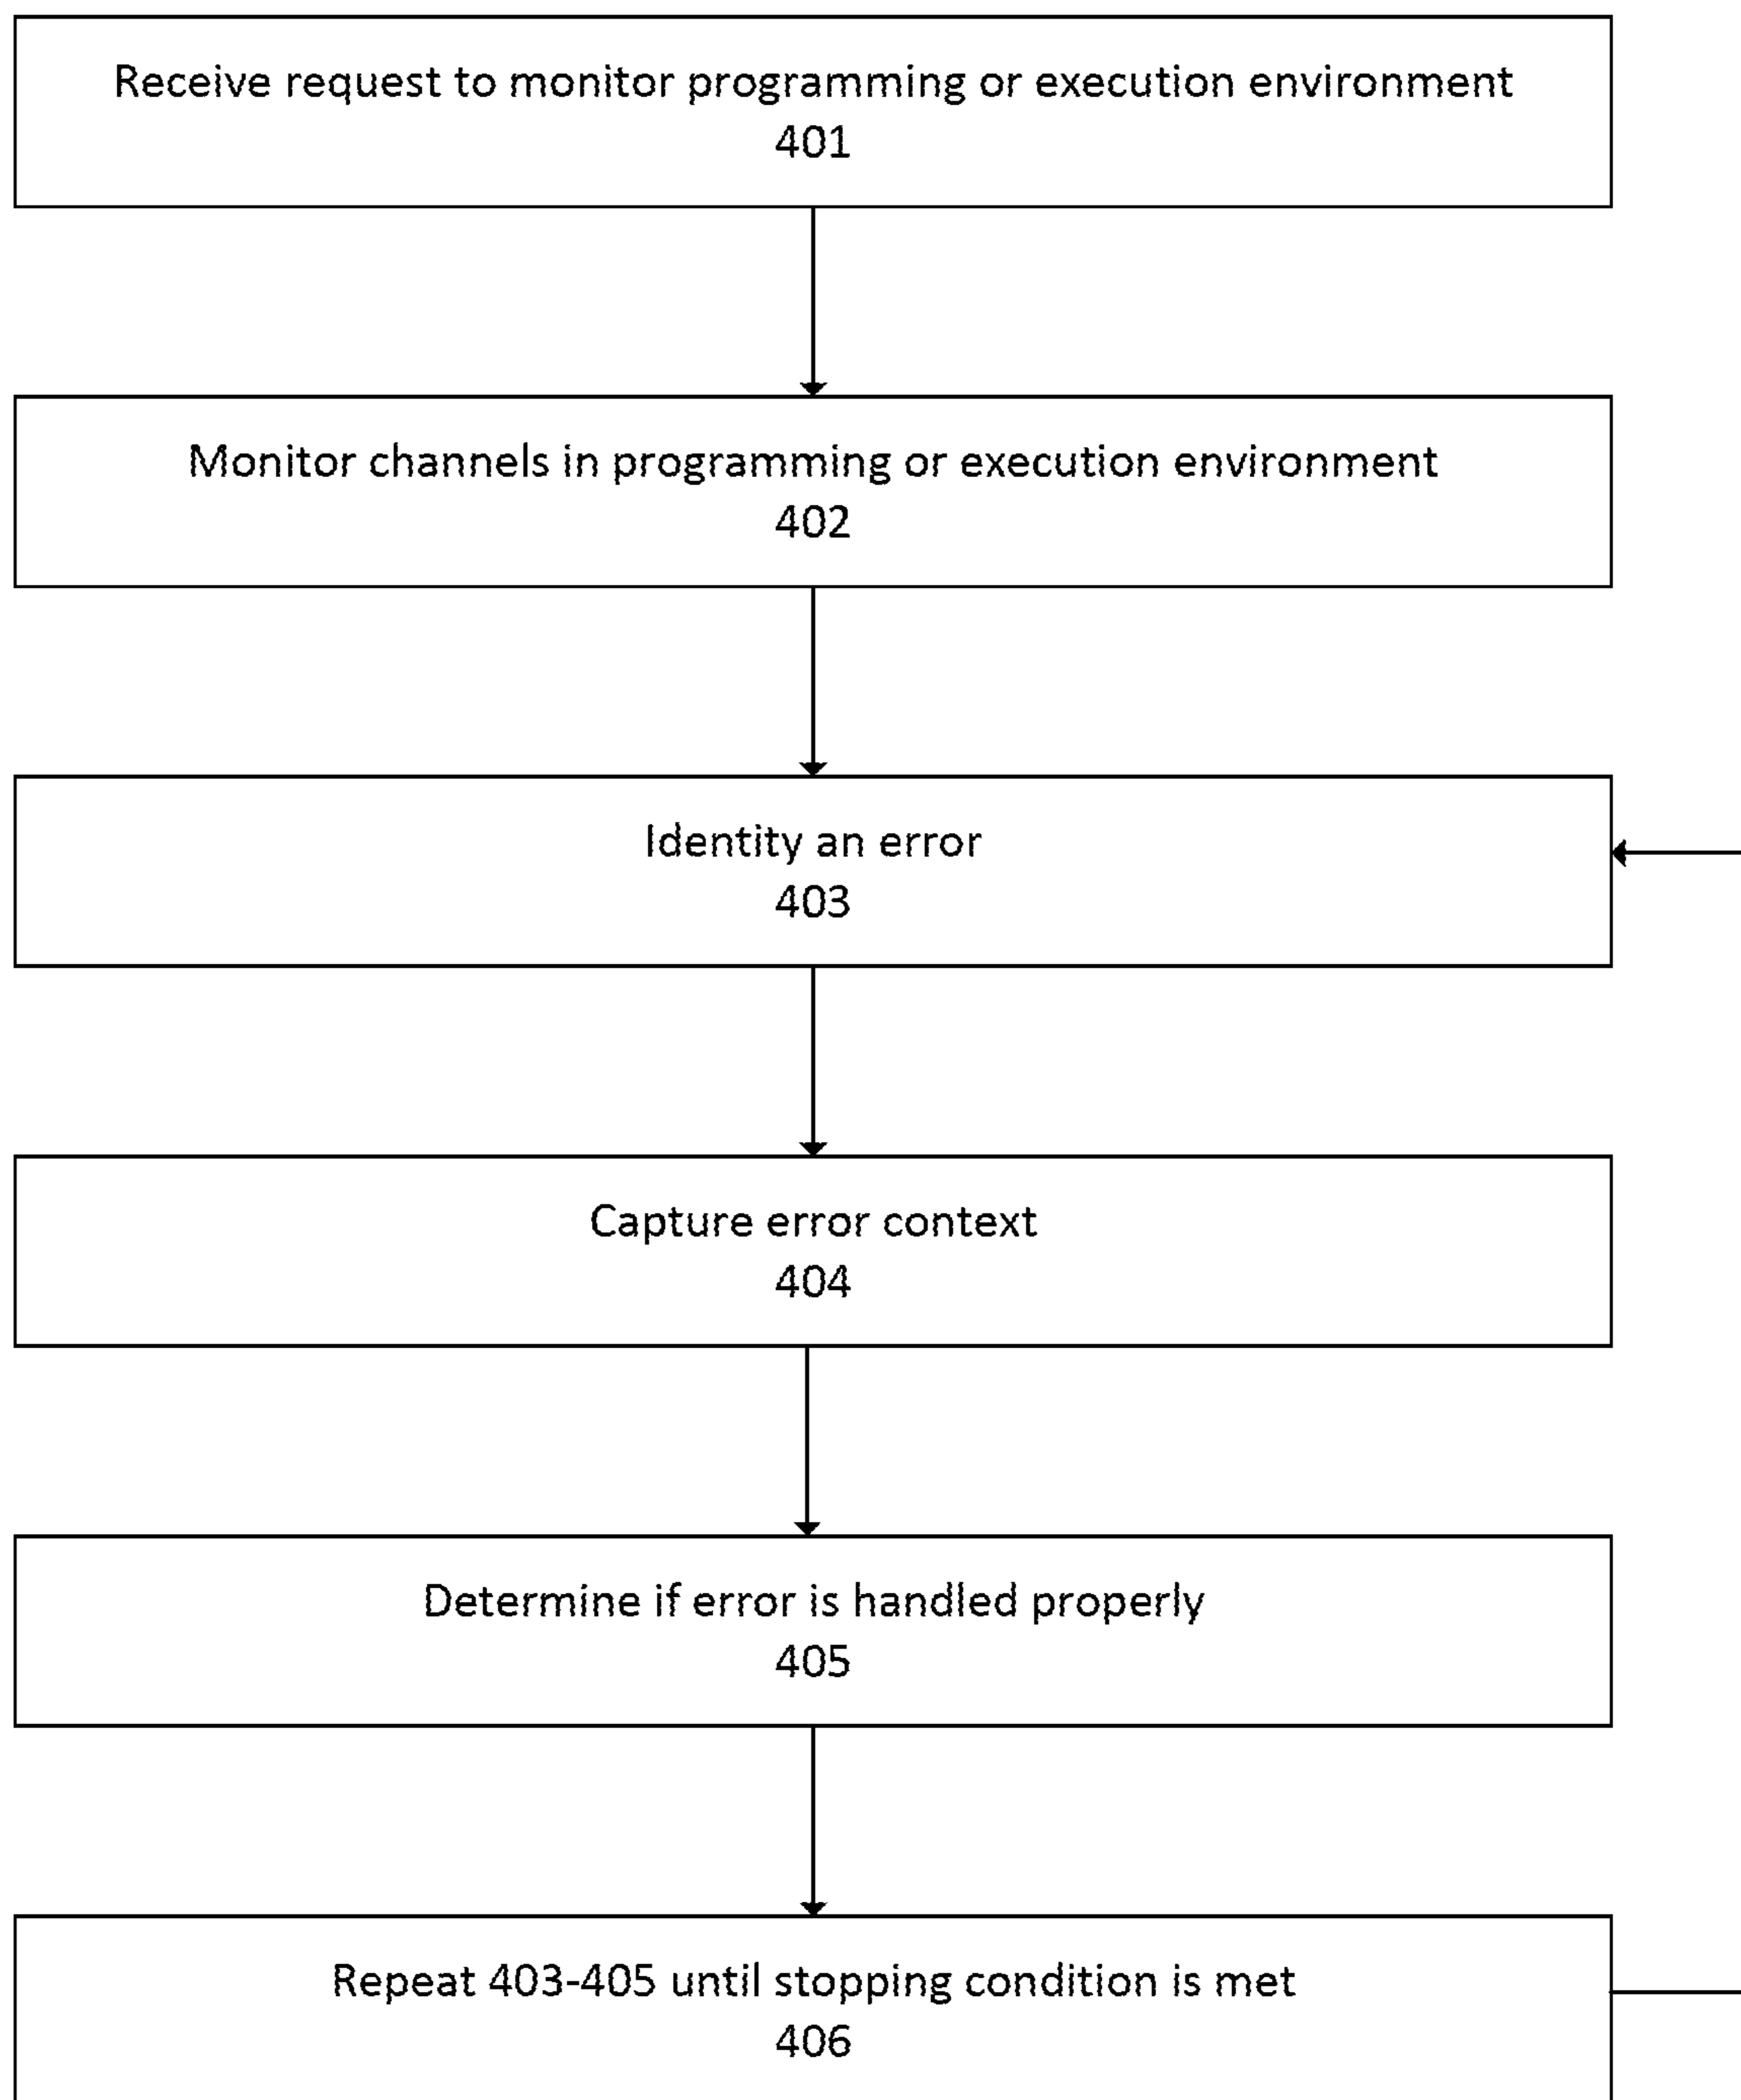 Receive request to monitor programming or execution environment
401
Monitor channels in programming or execution environment
402
Identity an error
403
Capture error context
404
Determine if error is handled properly
405
Repeat 403-405 until stopping condition is met
406